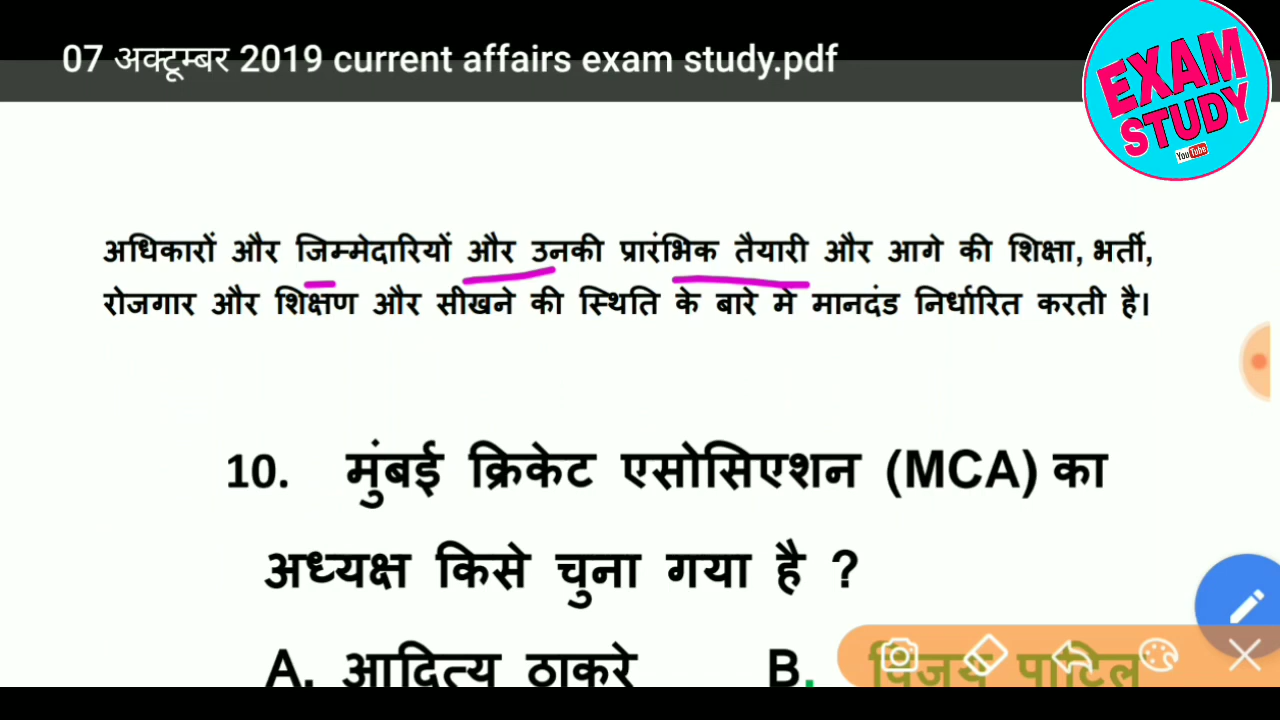 07 अक्टूम्बर 2019 current affairs exam study.pdf
EXAM
STUDY
YouTube
अधिकारों और जिम्मेदारियों और उनकी प्रारंभिक तैयारी और आगे की शिक्षा, भर्ती,
रोजगार और शिक्षण और सीखने की स्थिति के बारे मे मानदंड निर्धारित करती है।
10. मुंबई क्रिकेट एसोसिएशन (MCA) का
अध्यक्ष किसे चुना गया है ?
A. आदित्य ठाकरे B. विजय पाटिल